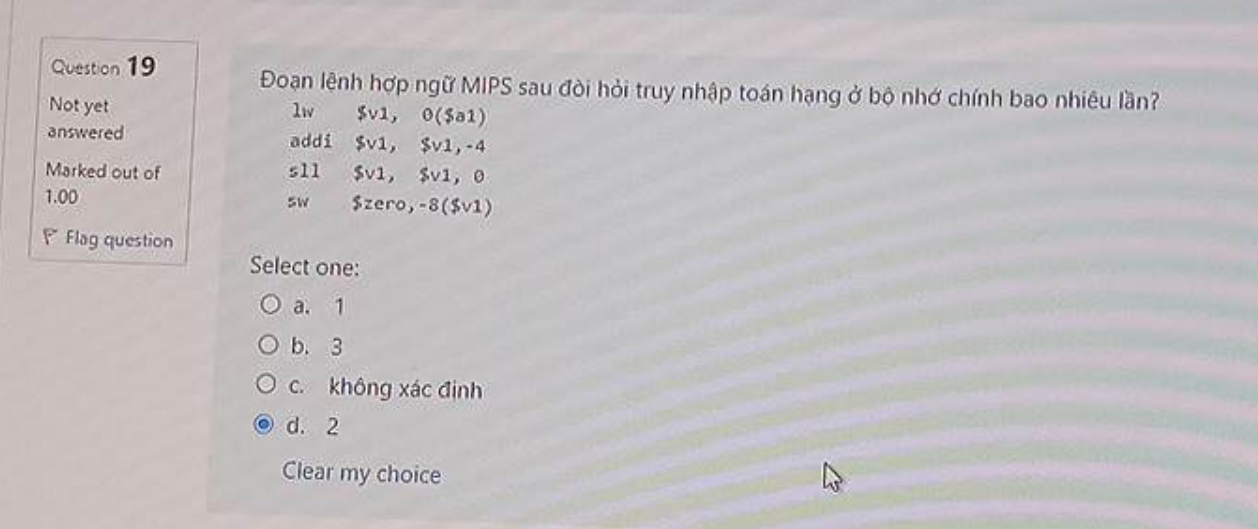 Question 19
Not yet
answered
Marked out of
1.00
Flag question
Đoạn lệnh hợp ngữ MIPS sau đòi hỏi truy nhập toán hạng ở bộ nhớ chính bao nhiêu lần?
lw $v1, 0($a1)
addi $v1, $v1,-4
sll $v1, $v1, 0
sw $zero,-8($v1)
Select one:
a. 1
b. 3
c. không xác định
d. 2
Clear my choice